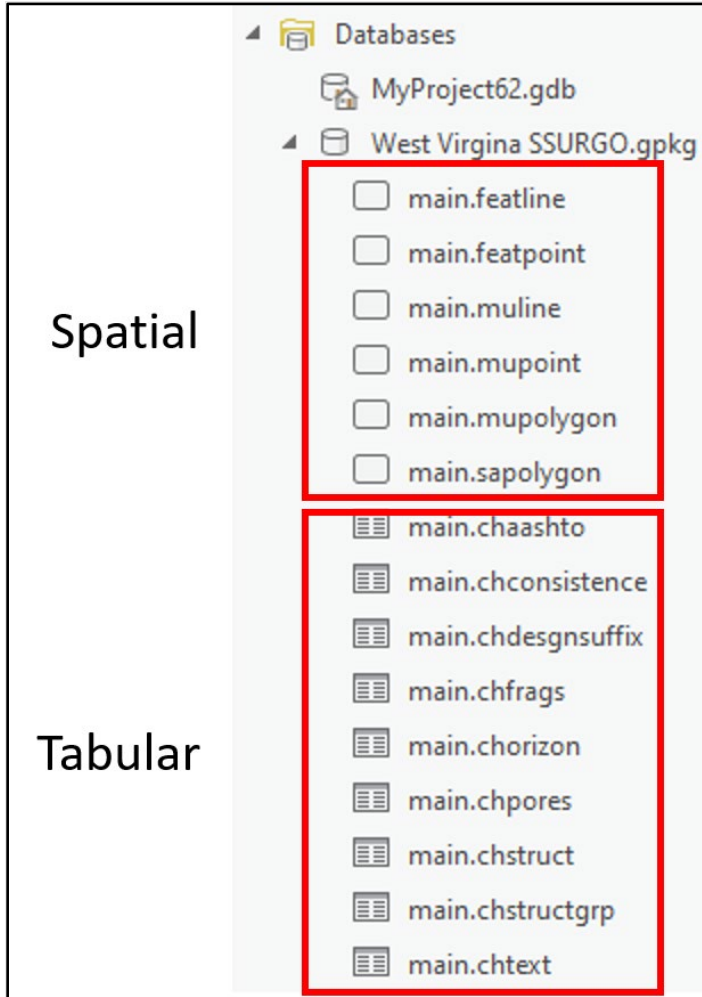 Databases
MyProject62.gdb
West Virginia SSURGO.gpkg
Spatial
main.featline
main.featpoint
main.muline
main.mupoint
main.mupolygon
main.sapolygon
Tabular
main.chaashto
main.chconsistence
main.chdesgnsuffix
main.chfrags
main.chorizon
main.chpores
main.chstruct
main.chstructgrp
main.chtext